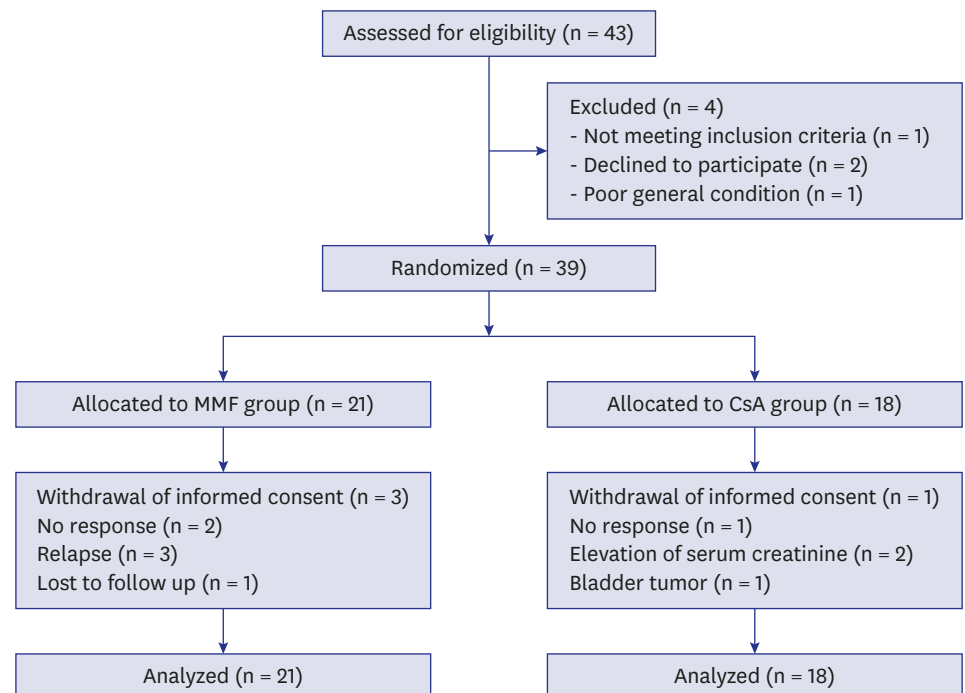 Assessed for eligibility (n = 43)
Excluded (n = 4)
- Not meeting inclusion criteria (n = 1)
- Declined to participate (n = 2)
- Poor general condition (n = 1)
Randomized (n = 39)
Allocated to MMF group (n = 21)
Allocated to CsA group (n = 18)
Withdrawal of informed consent (n = 3)
No response (n = 2)
Relapse (n = 3)
Lost to follow up (n = 1)
Withdrawal of informed consent (n = 1)
No response (n = 1)
Elevation of serum creatinine (n = 2)
Bladder tumor (n = 1)
Analyzed (n = 21)
Analyzed (n = 18)